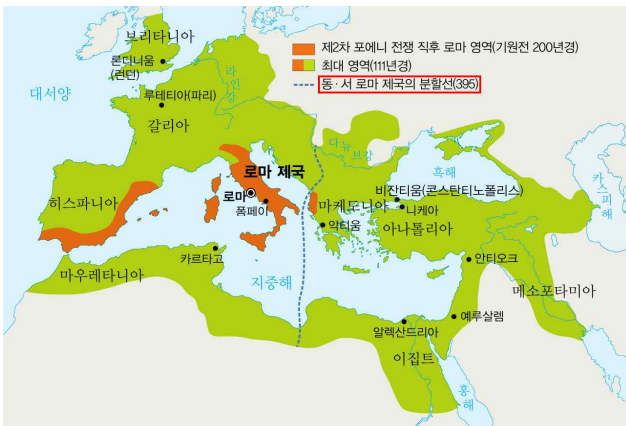 제2차 포에니 전쟁 직후 로마 영역(기원전 200년경)
최대 영역(111년경)
동·서 로마 제국의 분할선(395)
브리타니아
론디니움
(런던)
대서양
루테티아(파리)
라인강
갈리아
다뉴브강
흑해
카스피해
로마 제국
로마
폼페이
히스파니아
마케도니아
비잔티움(콘스탄티노폴리스)
니케아
아나톨리아
악티움
카르타고
안티오크
마우레타니아
지중해
메소포타미아
예루살렘
알렉산드리아
이집트
홍해